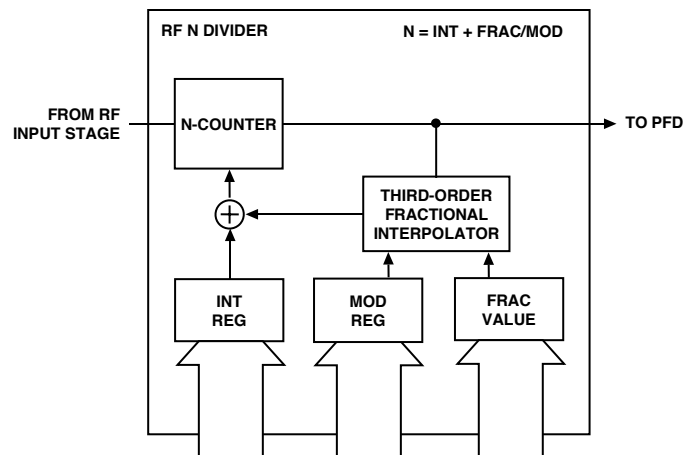 RF N DIVIDER
N = INT + FRAC/MOD
FROM RF
INPUT STAGE
N-COUNTER
TO PFD
THIRD-ORDER
FRACTIONAL
INTERPOLATOR
INT
REG
MOD
REG
FRAC
VALUE